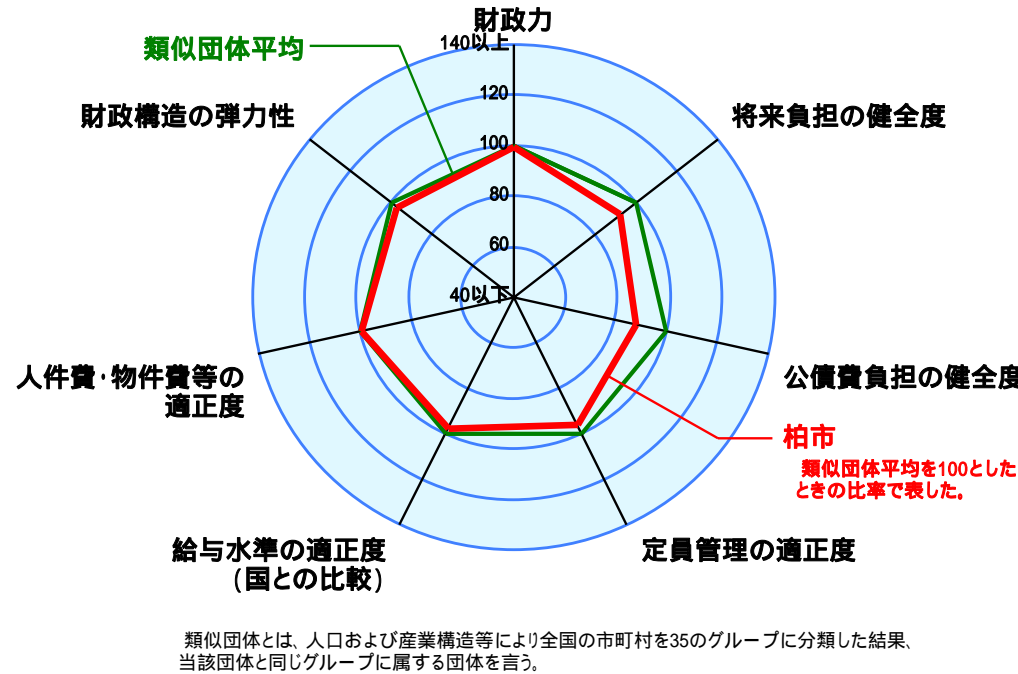 財政力
140以上
類似団体平均
120
財政構造の弾力性
将来負担の健全度
100
80
60
40以下
人件費・物件費等の
適正度
公債費負担の健全度
柏市
類似団体平均を100とした
ときの比率で表した。
給与水準の適正度
(国との比較)
定員管理の適正度
類似団体とは、人口および産業構造等により全国の市町村を35のグループに分類した結果、
当該団体と同じグループに属する団体を言う。